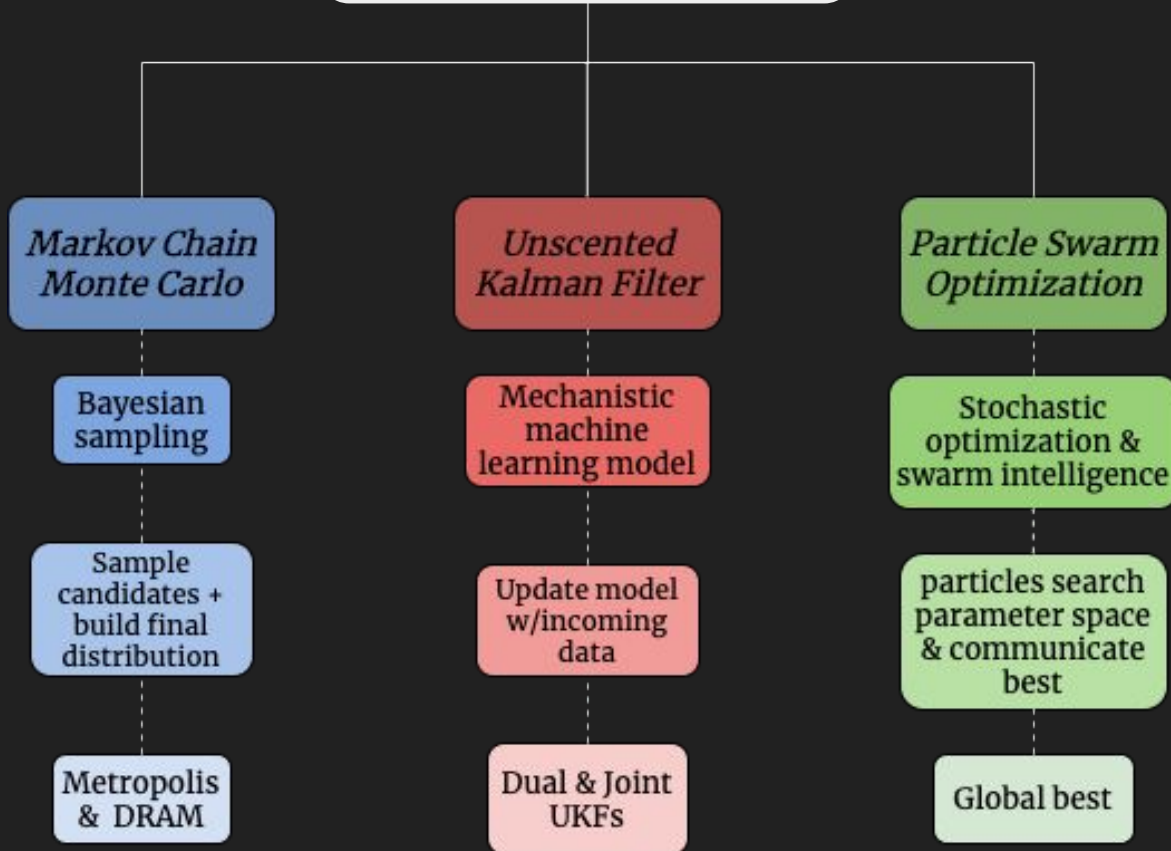 Markov Chain
Monte Carlo
Unscented
Kalman Filter
Particle Swarm
Optimization
Bayesian
sampling
Mechanistic
machine
learning model
Stochastic
optimization &
swarm intelligence
Sample
candidates +
build final
distribution
Update model
w/incoming
data
particles search
parameter space
& communicate
best
Metropolis
& DRAM
Dual & Joint
UKFs
Global best